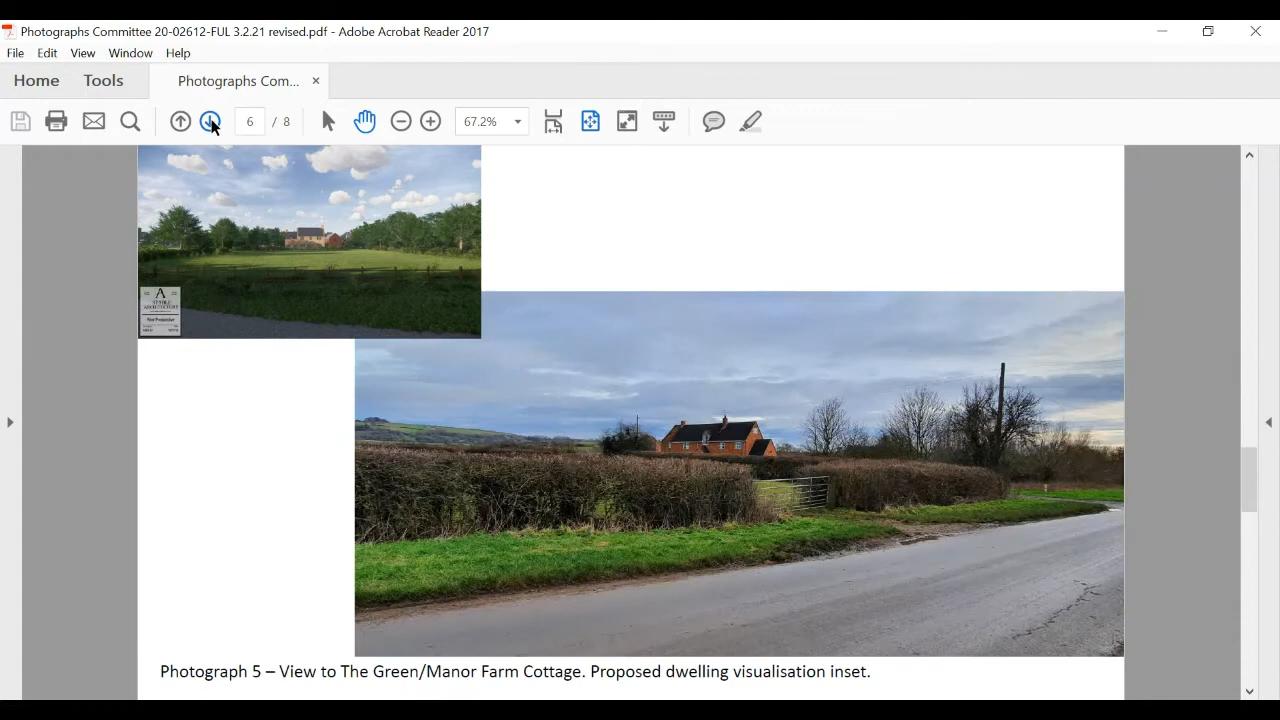 Photographs Committee 20-02612-FUL 3.2.21 revised.pdf - Adobe Acrobat Reader 2017
File Edit View Window Help
Home Tools Photographs Com... ×
6 / 8 67.2%
A
Photograph 5 – View to The Green/Manor Farm Cottage. Proposed dwelling visualisation inset.